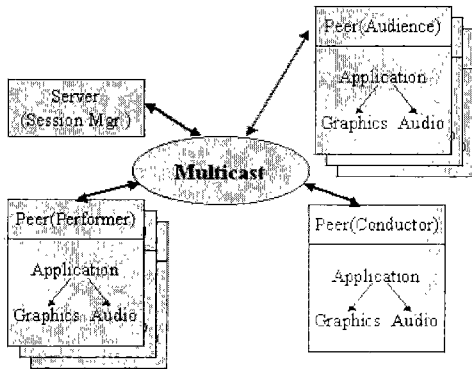 Peer(Audience)
Application
Graphics Audio
Server
(Session Mgr.)
Multicast
Peer(Performer)
Application
Graphics Audio
Peer(Conductor)
Application
Graphics Audio